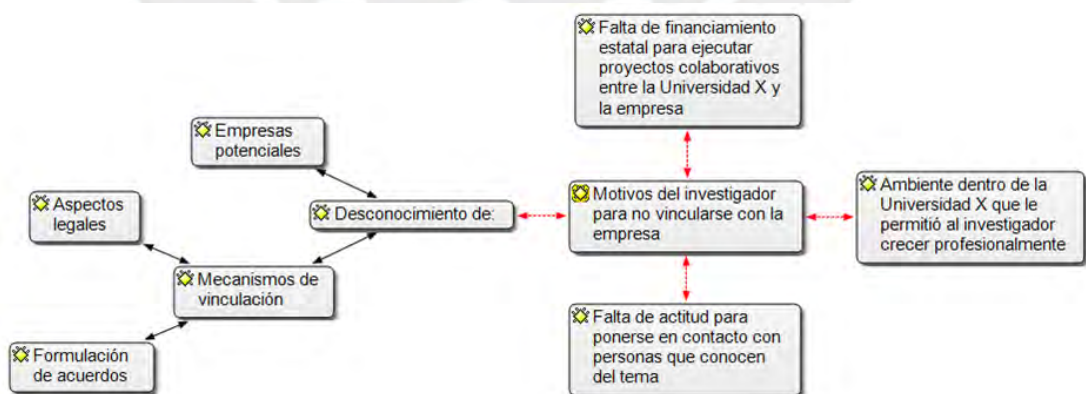 Falta de financiamiento
estatal para ejecutar
proyectos colaborativos
entre la Universidad X y
la empresa
Empresas
potenciales
Aspectos
legales
Desconocimiento de:
Motivos del investigador
para no vincularse con la
empresa
Ambiente dentro de la
Universidad X que le
permitió al investigador
crecer profesionalmente
Mecanismos de
vinculación
Formulación
de acuerdos
Falta de actitud para
ponerse en contacto con
personas que conocen
del tema